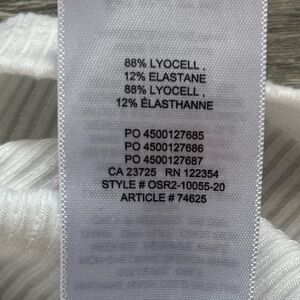 88% LYOCELL ,
12% ELASTANE
88% LYOCELL ,
12% ÉLASTHANNE
PO 4500127685
PO 4500127686
PO 4500127687
CA 23725 RN 122354
STYLE # OSR2-10055-20
ARTICLE # 74625